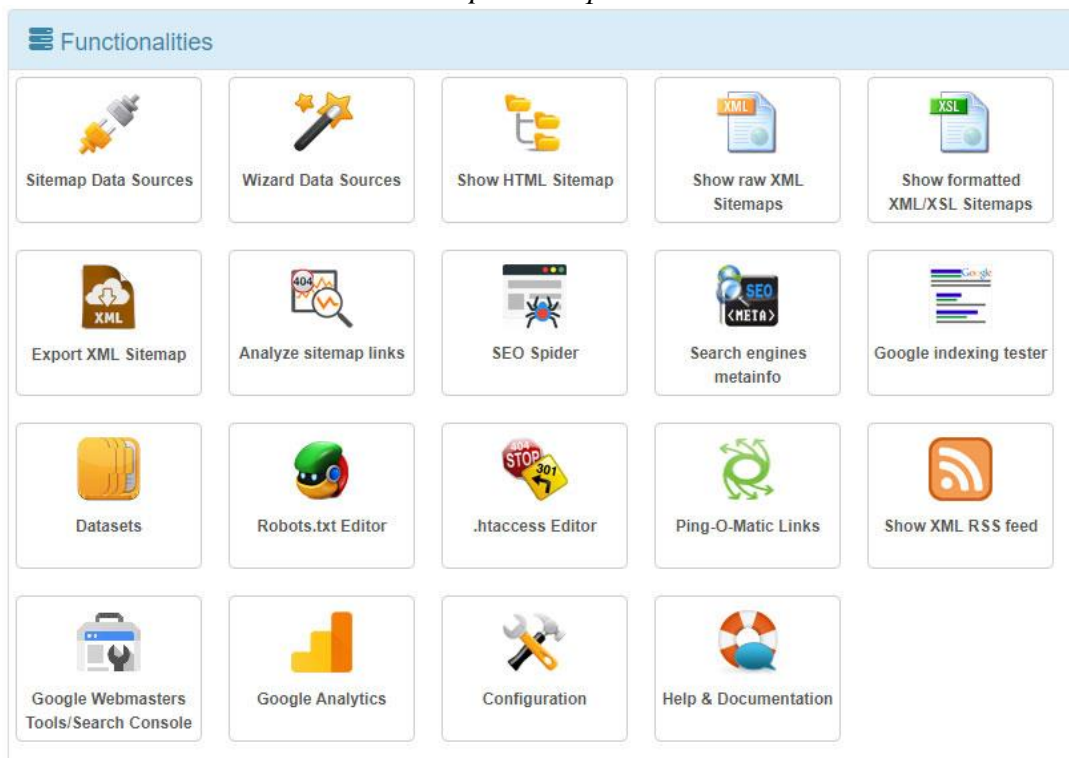 Functionalities
Sitemap Data Sources
Wizard Data Sources
Show HTML Sitemap
XML
Show raw XML
Sitemaps
XSL
Show formatted
XML/XSL Sitemaps
XML
Export XML Sitemap
404
Analyze sitemap links
SEO Spider
SEO
<META>
Search engines
metainfo
Google
Google indexing tester
Datasets
Robots.txt Editor
404
STOP
301
.htaccess Editor
Ping-O-Matic Links
Show XML RSS feed
Google Webmasters
Tools/Search Console
Google Analytics
Configuration
Help & Documentation